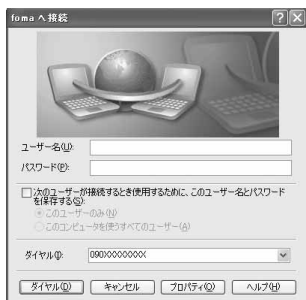 foma へ接続
ユーザー名(U):
パスワード(P):
次のユーザーが接続するとき使用するために、このユーザー名とパスワード
を保存する(S):
このユーザーのみ(N)
このコンピュータを使うすべてのユーザー(A)
ダイヤル(I): 090XXXXXXXX
ダイヤル(D) キャンセル プロパティ(O) ヘルプ(H)